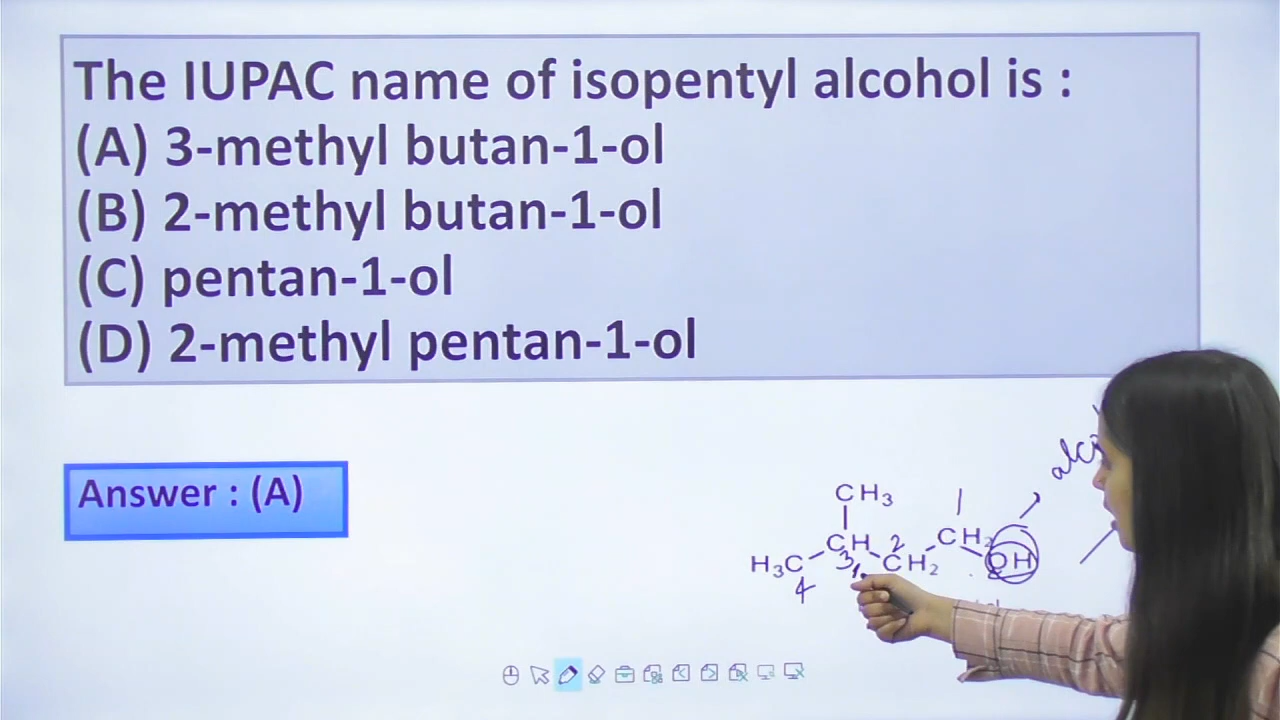 The IUPAC name of isopentyl alcohol is :
(A) 3-methyl butan-1-ol
(B) 2-methyl butan-1-ol
(C) pentan-1-ol
(D) 2-methyl pentan-1-ol
Answer : (A)
CH3
1
H3C CH CH2 CH2 OH
4 3 2